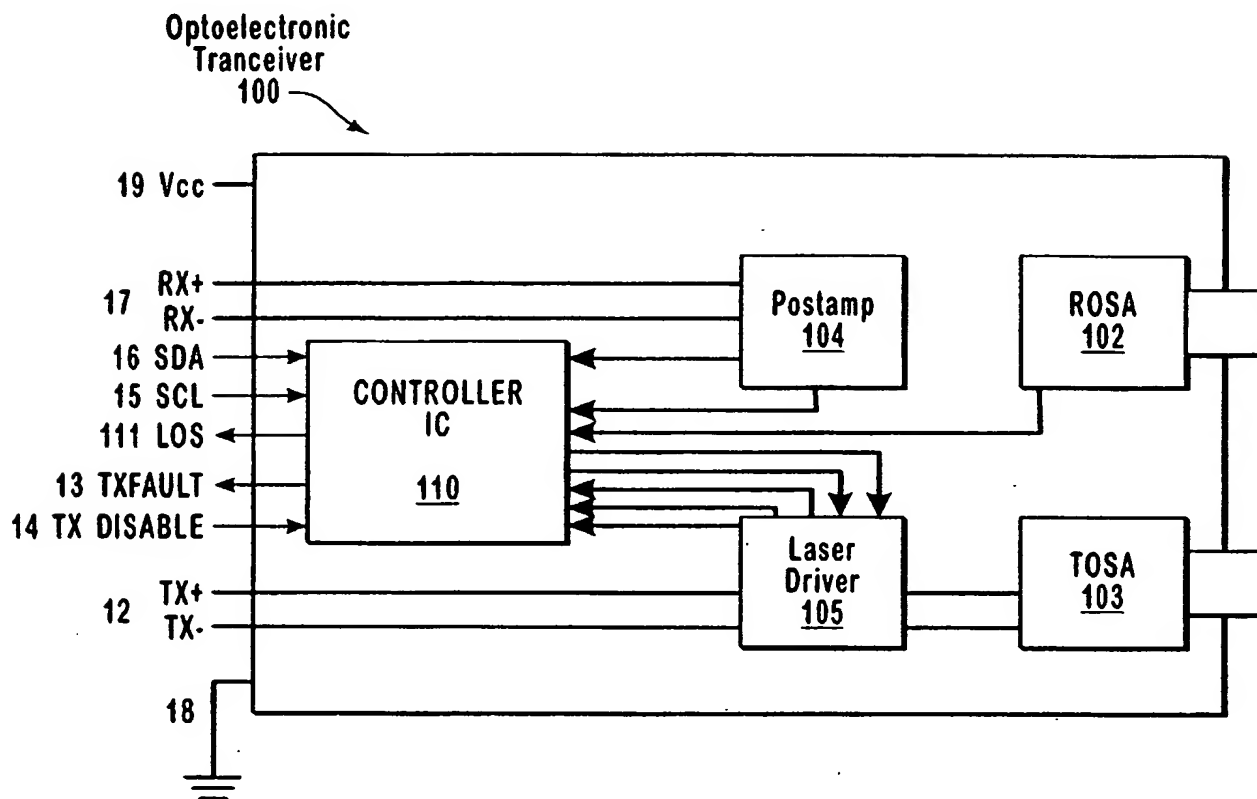 Optoelectronic
Tranceiver
100
19 Vcc
17
RX+
RX-
16 SDA
15 SCL
111 LOS
13 TXFAULT
14 TX DISABLE
12
TX+
TX-
18
CONTROLLER
IC
110
Postamp
104
ROSA
102
Laser
Driver
105
TOSA
103